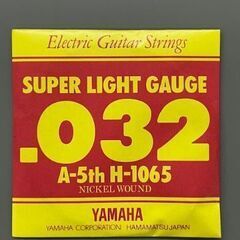 Electric Guitar Strings
SUPER LIGHT GAUGE
.032
A-5th H-1065
NICKEL WOUND
YAMAHA
YAMAHA CORPORATION HAMAMATSU, JAPAN